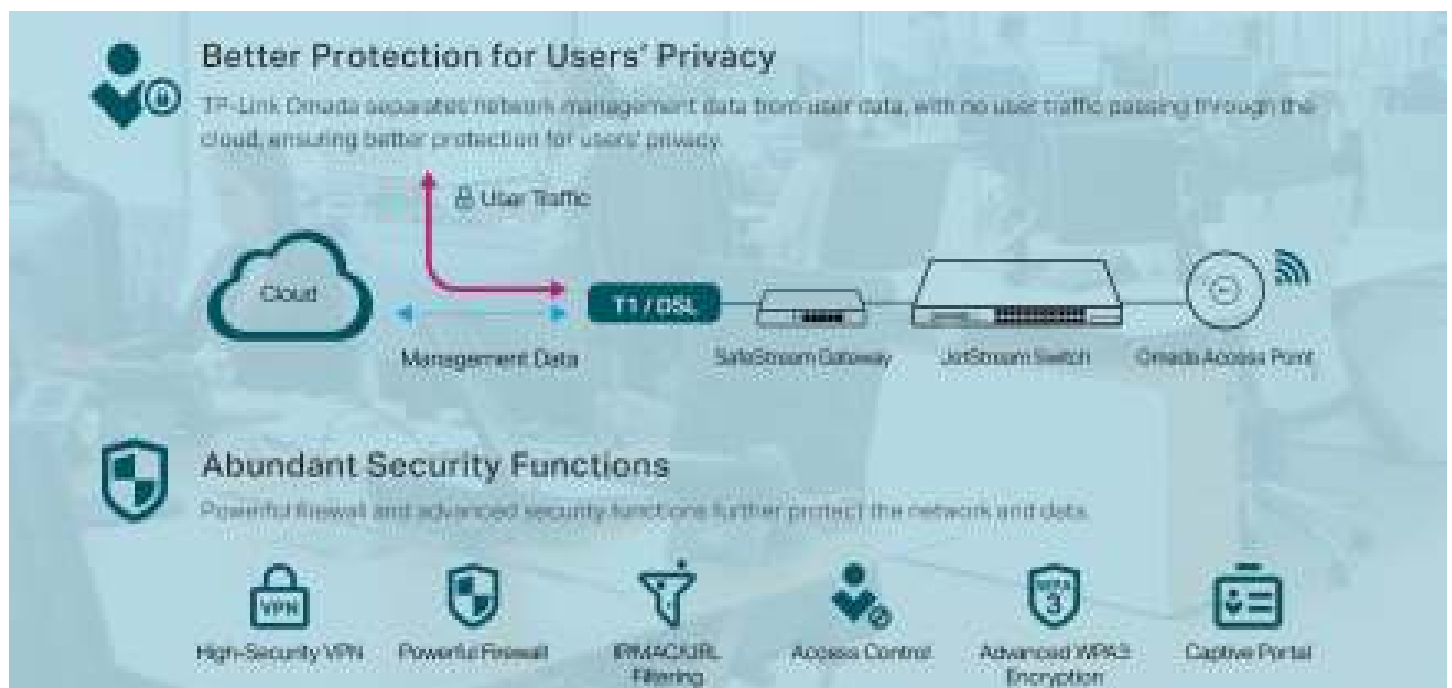 Better Protection for Users' Privacy
TP-Link Omada separates network management data from user data, with no user traffic passing through the
cloud, ensuring better protection for users' privacy.
User Traffic
Cloud
T1 / DSL
Management Data
SafeStream Gateway
JetStream Switch
Omada Access Point
Abundant Security Functions
Powerful firewall and advanced security functions further protect the network and data.
VPN
WPA
3
High-Security VPN
Powerful Firewall
IP/MAC/URL
Filtering
Access Control
Advanced WPA3
Encryption
Captive Portal